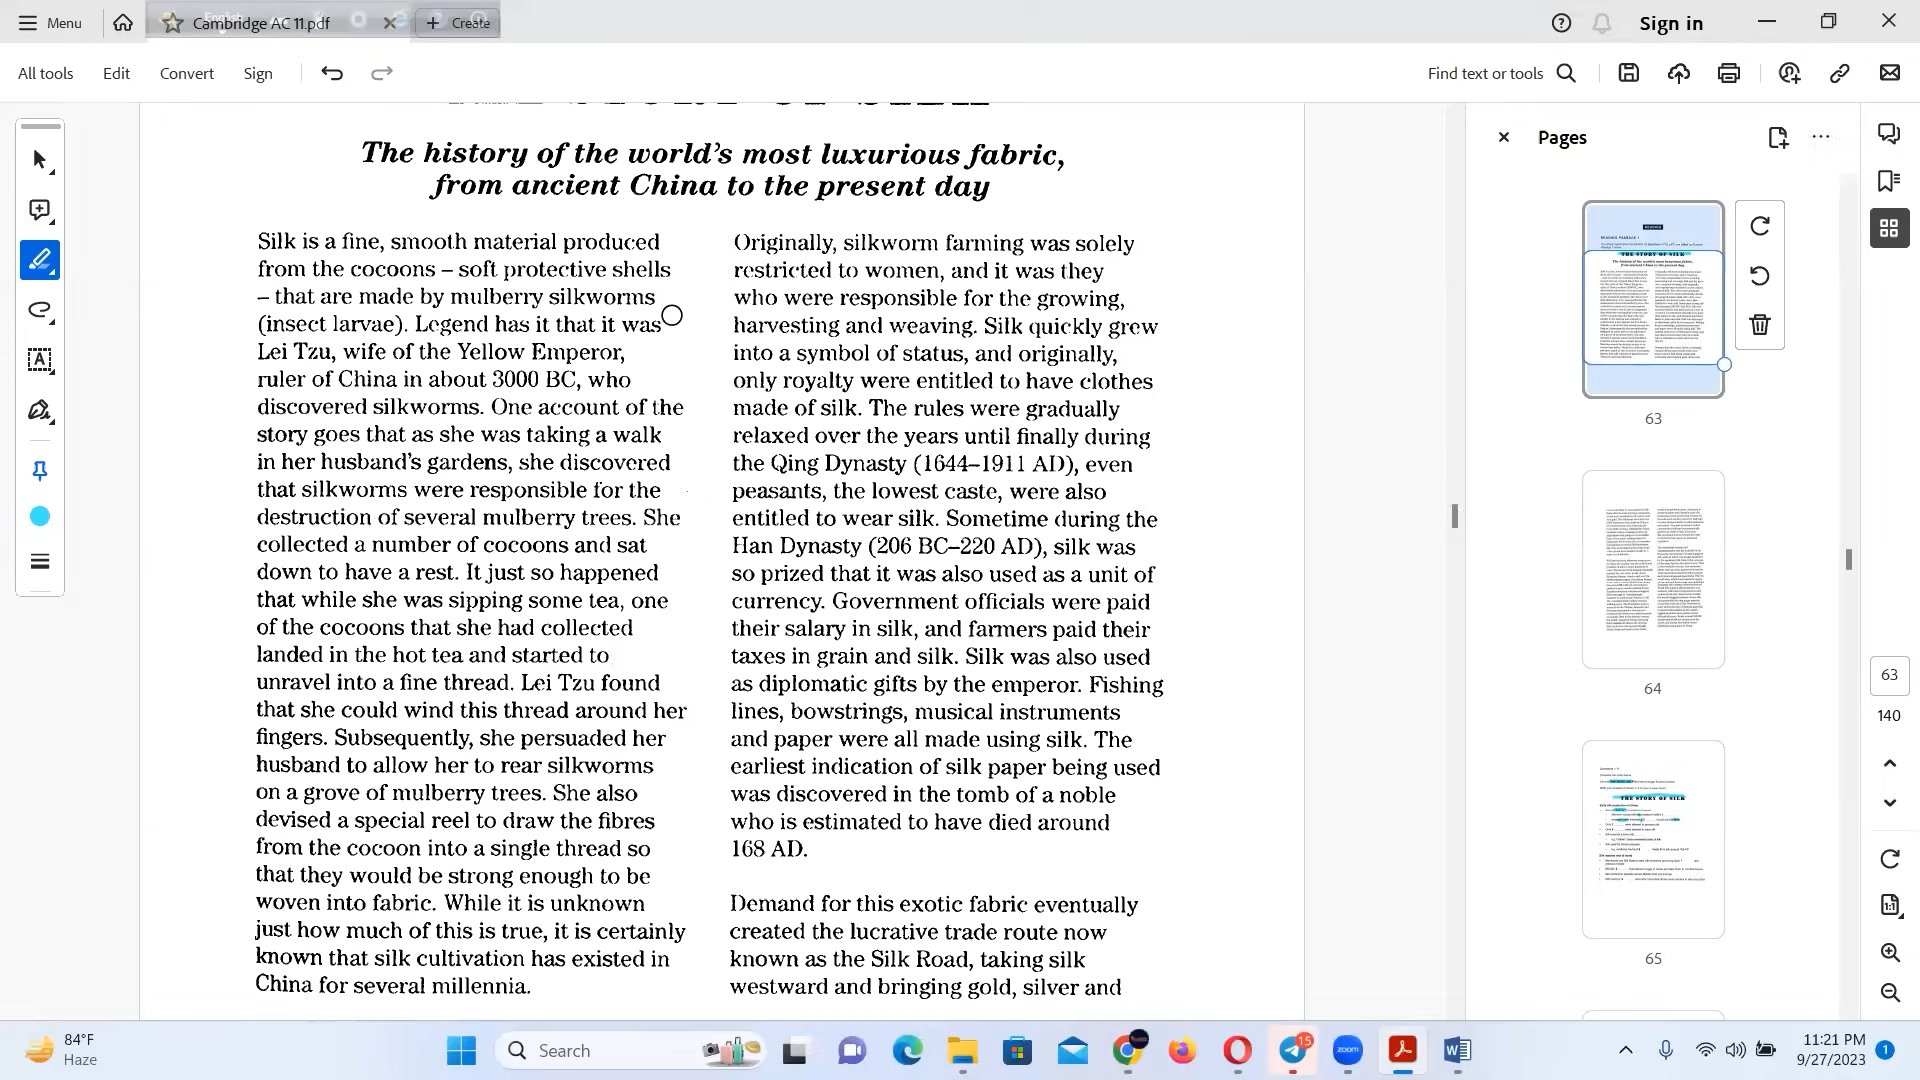 Menu
Cambridge AC 11.pdf
Create
Sign in
All tools
Edit
Convert
Sign
Find text or tools
The history of the world's most luxurious fabric,
from ancient China to the present day
Silk is a fine, smooth material produced
from the cocoons – soft protective shells
– that are made by mulberry silkworms
(insect larvae). Legend has it that it was
Lei Tzu, wife of the Yellow Emperor,
ruler of China in about 3000 BC, who
discovered silkworms. One account of the
story goes that as she was taking a walk
in her husband's gardens, she discovered
that silkworms were responsible for the
destruction of several mulberry trees. She
collected a number of cocoons and sat
down to have a rest. It just so happened
that while she was sipping some tea, one
of the cocoons that she had collected
landed in the hot tea and started to
unravel into a fine thread. Lei Tzu found
that she could wind this thread around her
fingers. Subsequently, she persuaded her
husband to allow her to rear silkworms
on a grove of mulberry trees. She also
devised a special reel to draw the fibres
from the cocoon into a single thread so
that they would be strong enough to be
woven into fabric. While it is unknown
just how much of this is true, it is certainly
known that silk cultivation has existed in
China for several millennia.
Originally, silkworm farming was solely
restricted to women, and it was they
who were responsible for the growing,
harvesting and weaving. Silk quickly grew
into a symbol of status, and originally,
only royalty were entitled to have clothes
made of silk. The rules were gradually
relaxed over the years until finally during
the Qing Dynasty (1644–1911 AD), even
peasants, the lowest caste, were also
entitled to wear silk. Sometime during the
Han Dynasty (206 BC–220 AD), silk was
so prized that it was also used as a unit of
currency. Government officials were paid
their salary in silk, and farmers paid their
taxes in grain and silk. Silk was also used
as diplomatic gifts by the emperor. Fishing
lines, bowstrings, musical instruments
and paper were all made using silk. The
earliest indication of silk paper being used
was discovered in the tomb of a noble
who is estimated to have died around
168 AD.
Demand for this exotic fabric eventually
created the lucrative trade route now
known as the Silk Road, taking silk
westward and bringing gold, silver and
Pages
READING
READING PASSAGE 1
THE STORY OF SILK
63
64
THE STORY OF SILK
65
63
140
1:1
84°F
Haze
Search
15
zoom
11:21 PM
9/27/2023
1